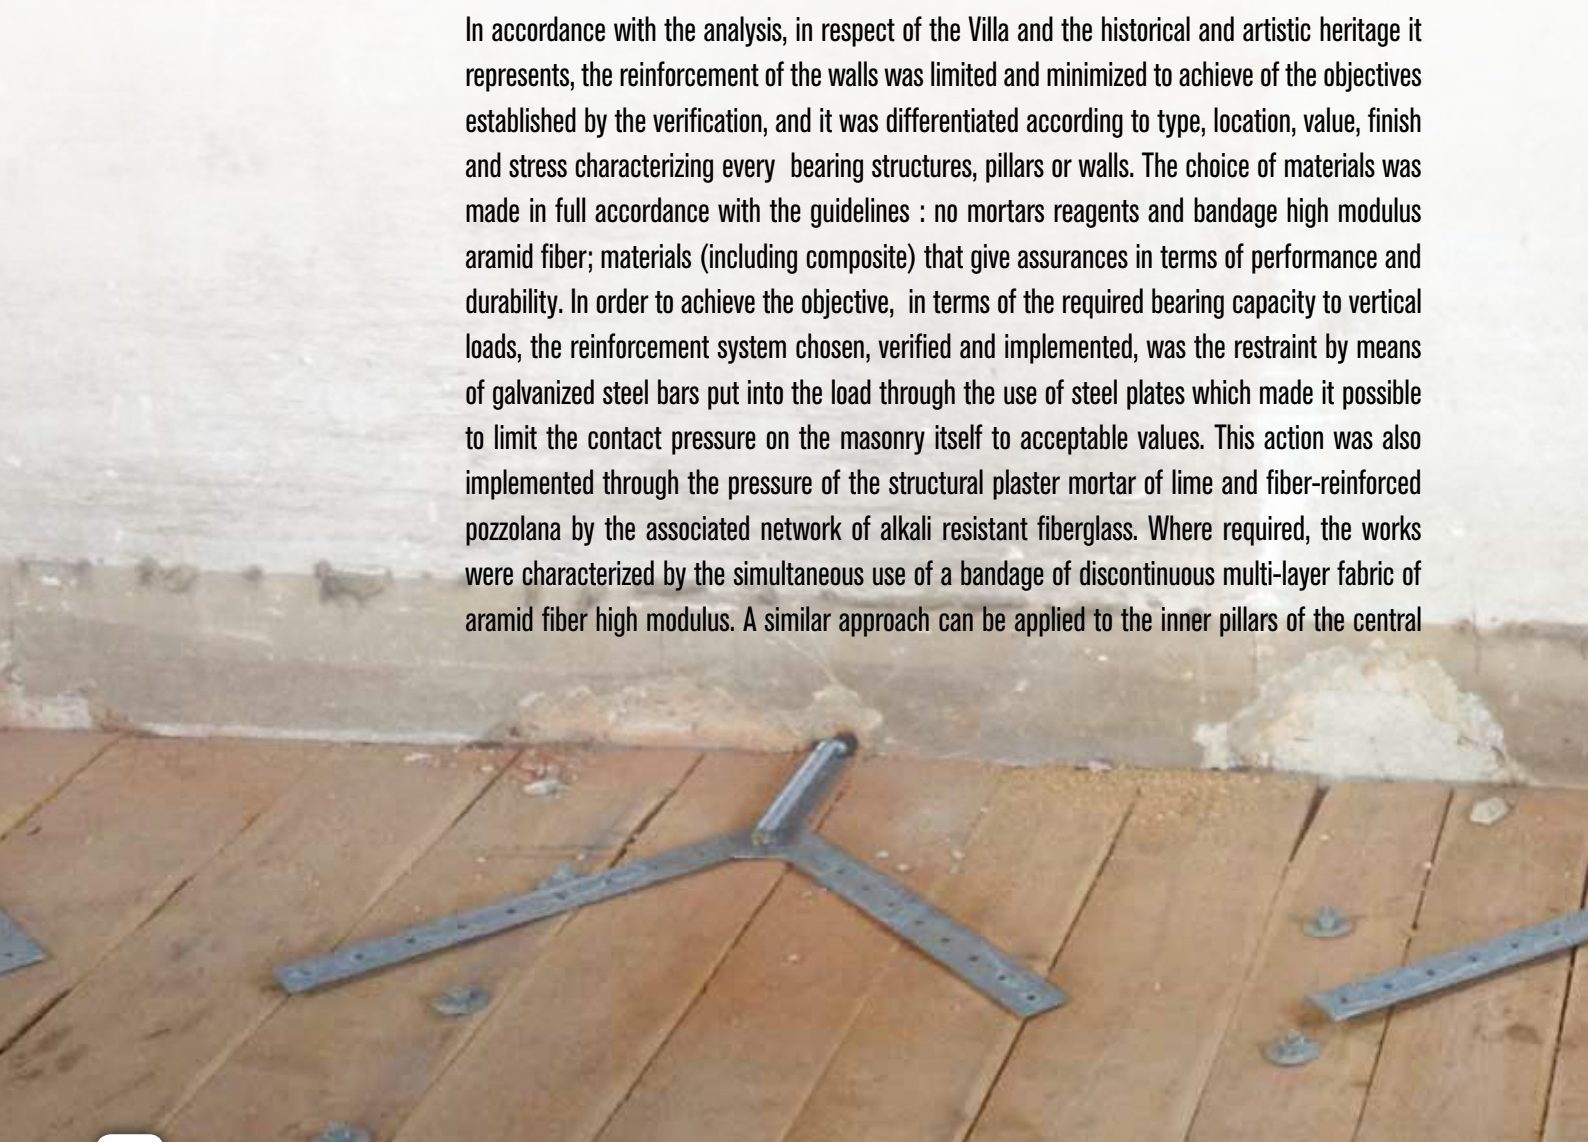 In accordance with the analysis, in respect of the Villa and the historical and artistic heritage it
represents, the reinforcement of the walls was limited and minimized to achieve of the objectives
established by the verification, and it was differentiated according to type, location, value, finish
and stress characterizing every  bearing structures, pillars or walls. The choice of materials was
made in full accordance with the guidelines : no mortars reagents and bandage high modulus
aramid fiber; materials (including composite) that give assurances in terms of performance and
durability. In order to achieve the objective,  in terms of the required bearing capacity to vertical
loads, the reinforcement system chosen, verified and implemented, was the restraint by means
of galvanized steel bars put into the load through the use of steel plates which made it possible
to limit the contact pressure on the masonry itself to acceptable values. This action was also
implemented through the pressure of the structural plaster mortar of lime and fiber-reinforced
pozzolana by the associated network of alkali resistant fiberglass. Where required, the works
were characterized by the simultaneous use of a bandage of discontinuous multi-layer fabric of
aramid fiber high modulus. A similar approach can be applied to the inner pillars of the central